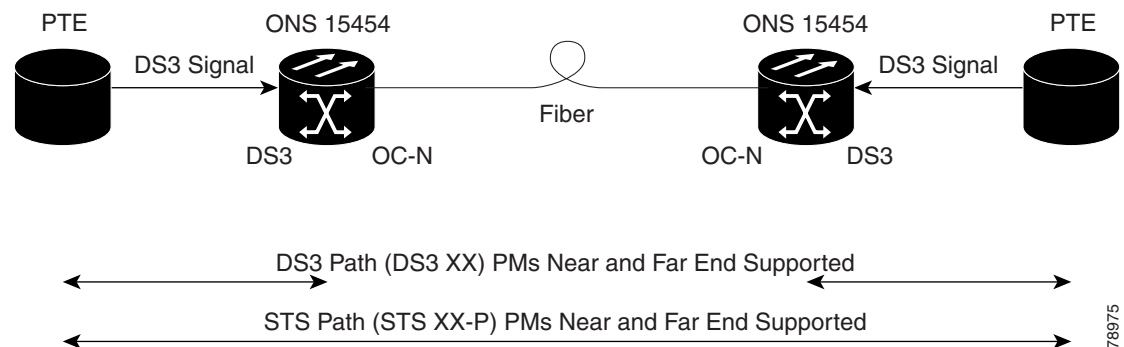 PTE
ONS 15454
ONS 15454
PTE
DS3 Signal
DS3 Signal
Fiber
DS3
OC-N
OC-N
DS3
DS3 Path (DS3 XX) PMs Near and Far End Supported
STS Path (STS XX-P) PMs Near and Far End Supported
78975